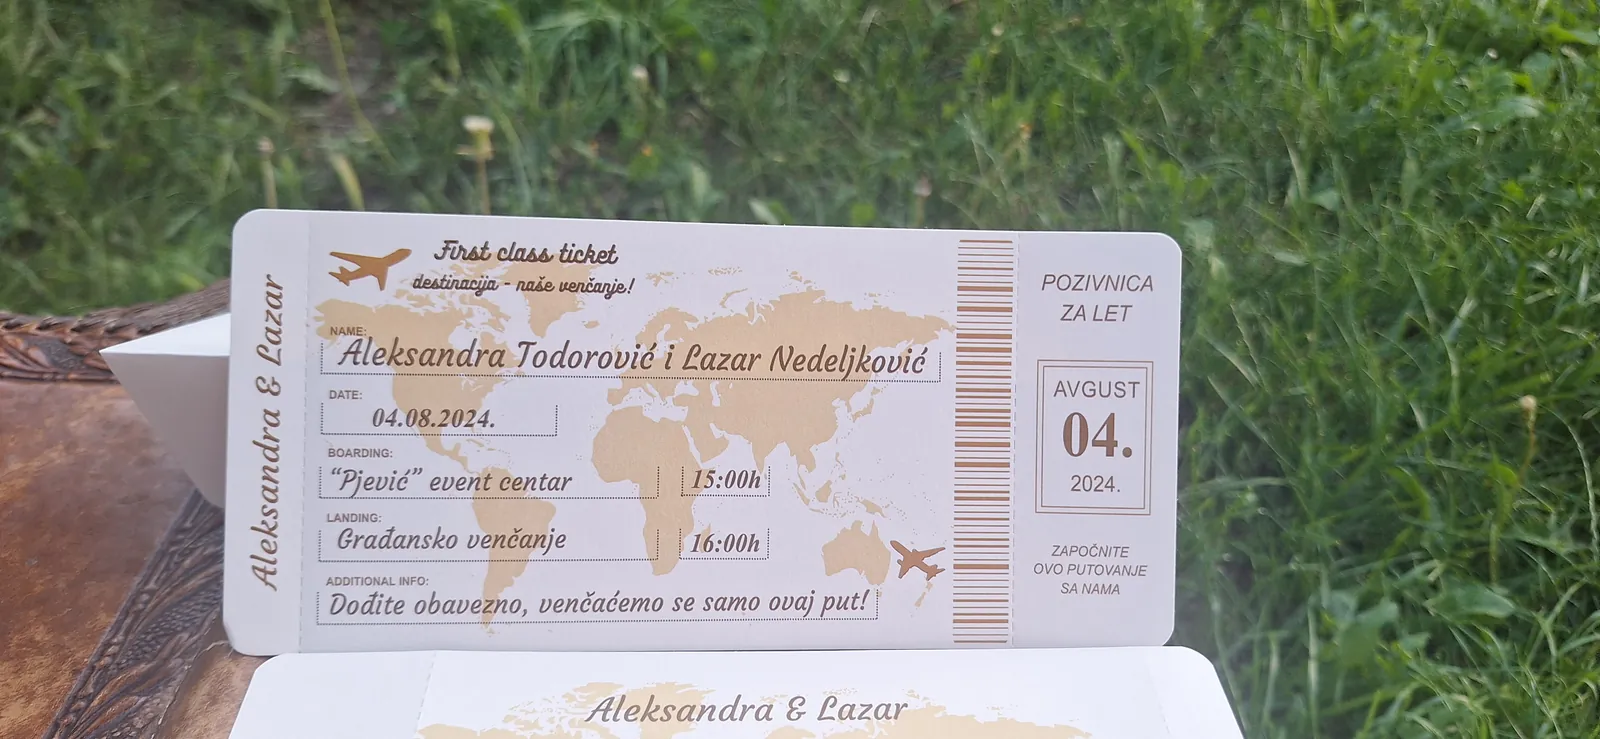 Aleksandra & Lazar
First class ticket
destinacija - naše venčanje!
NAME:
Aleksandra Todorović i Lazar Nedeljković
DATE:
04.08.2024.
BOARDING:
“Pjević” event centar 15:00h
LANDING:
Građansko venčanje 16:00h
ADDITIONAL INFO:
Dođite obavezno, venčaćemo se samo ovaj put!
POZIVNICA
ZA LET
AVGUST
04.
2024.
ZAPOČNITE
OVO PUTOVANJE
SA NAMA
Aleksandra & Lazar